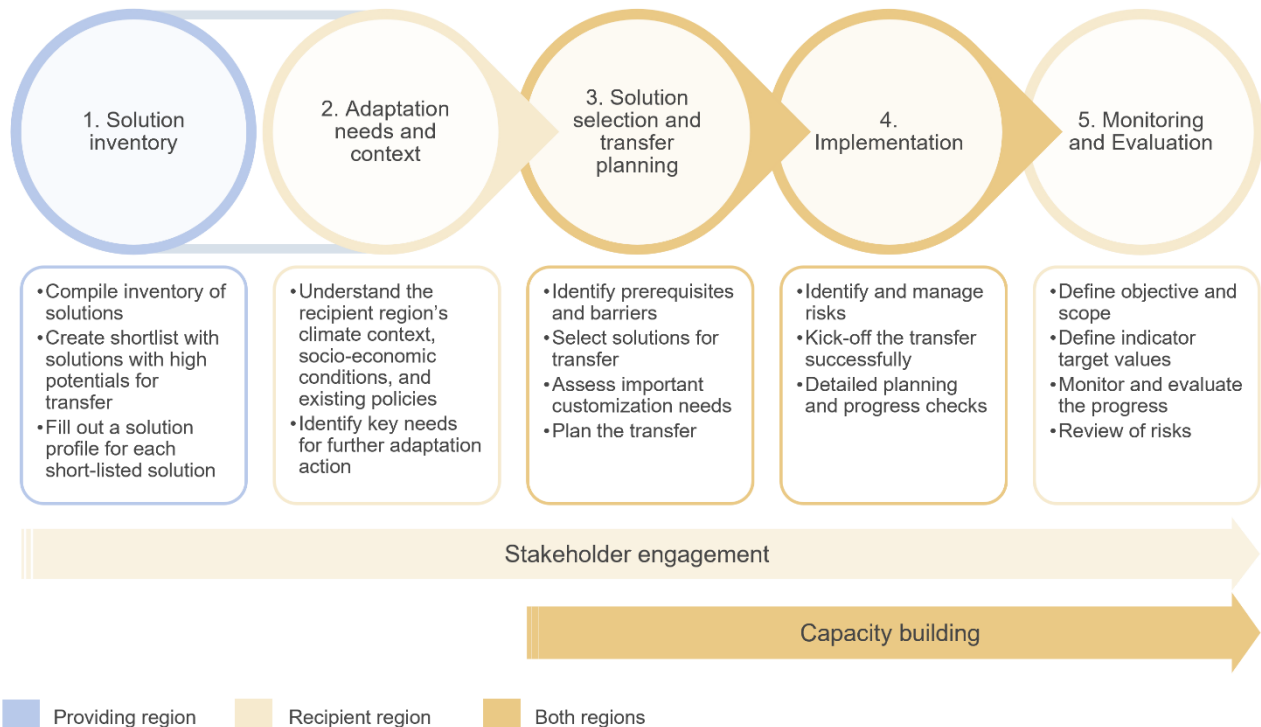 1. Solution
inventory
2. Adaptation
needs and
context
3. Solution
selection and
transfer
planning
4.
Implementation
5. Monitoring
and Evaluation
•Compile inventory of
solutions
•Create shortlist with
solutions with high
potentials for
transfer
•Fill out a solution
profile for each
short-listed solution
•Understand the
recipient region's
climate context,
socio-economic
conditions, and
existing policies
•Identify key needs
for further adaptation
action
•Identify prerequisites
and barriers
•Select solutions for
transfer
•Assess important
customization needs
•Plan the transfer
•Identify and manage
risks
•Kick-off the transfer
successfully
•Detailed planning
and progress checks
•Define objective and
scope
•Define indicator
target values
•Monitor and evaluate
the progress
•Review of risks
Stakeholder engagement
Capacity building
Providing region
Recipient region
Both regions